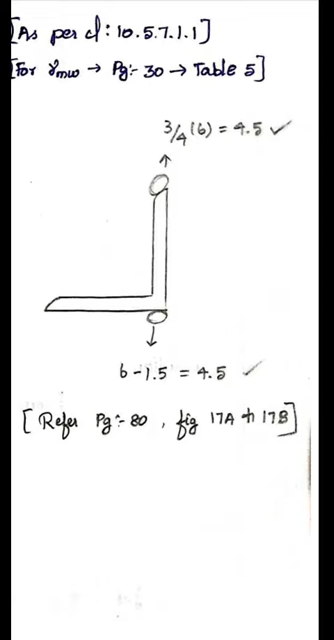 [As per cl: 10.5.7.1.1]
[For γmw → Pg:- 30 → Table 5]
3/4 (6) = 4.5 ✓
6 - 1.5 = 4.5 ✓
[Refer Pg:- 80, fig 17A & 17B]